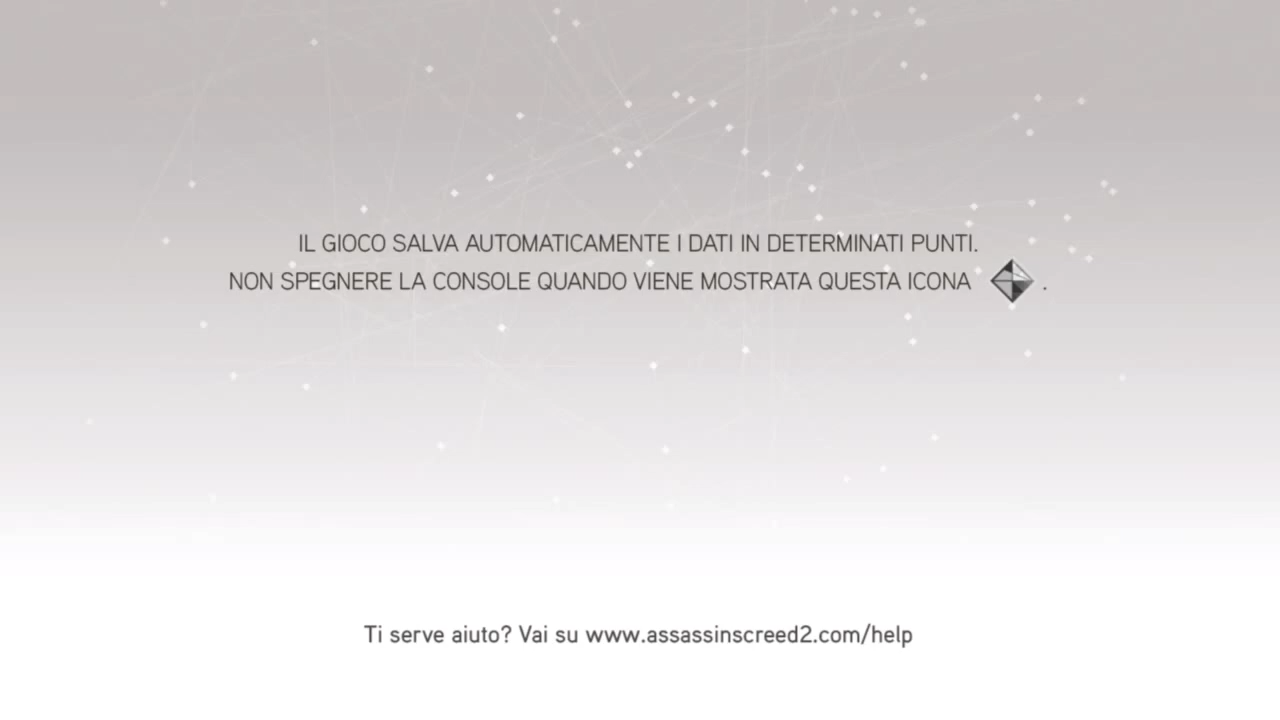 IL GIOCO SALVA AUTOMATICAMENTE I DATI IN DETERMINATI PUNTI.
NON SPEGNERE LA CONSOLE QUANDO VIENE MOSTRATA QUESTA ICONA .
Ti serve aiuto? Vai su www.assassinscreed2.com/help